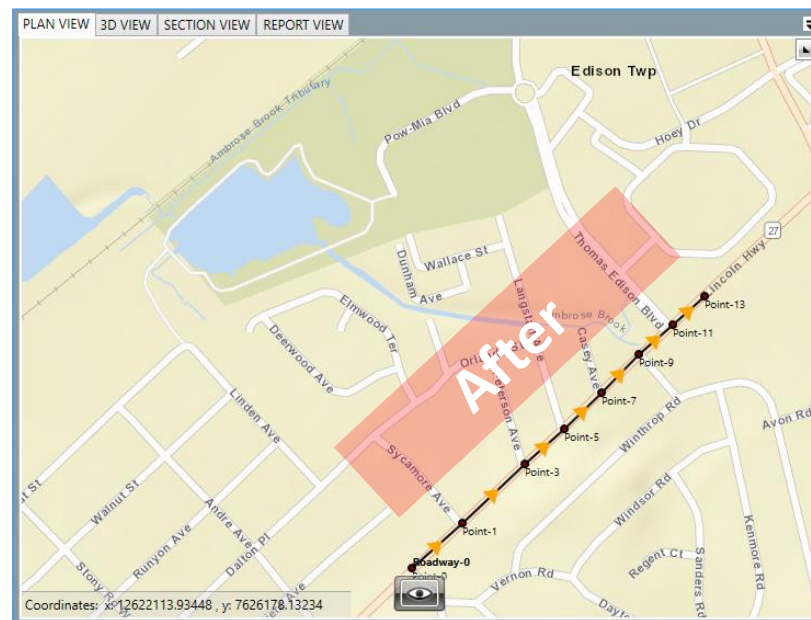 PLAN VIEW 3D VIEW SECTION VIEW REPORT VIEW
Edison Twp
Ambrose Brook Tributary
Pow-Mia Blvd
Hoey Dr
27
Lincoln Hwy
Wallace St
Dunham Ave
Thomas Edison Blvd
Point-13
Elmwood Ter
Brook
Point-11
Deerwood Ave
After
Casey Ave
Point-9
Point-7
Linden Ave
Winthrop Rd
Avon Rd
Point-5
Sycamore Ave
Point-3
Walnut St
Windsor Rd
Andre Ave
Point-1
Kenmore Rd
Runyon Ave
Dalton Pl
Roadway-0
Point-0
Regent Ct
Sanders Rd
Vernon Rd
Coordinates: x: 12622113.93448 , y: 7626178.13234